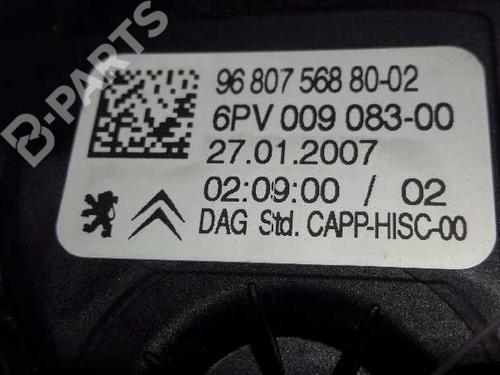 B-PARTS
96 807 568 80-02
6PV 009 083-00
27.01.2007
02:09:00 / 02
DAG Std. CAPP-HISC-00